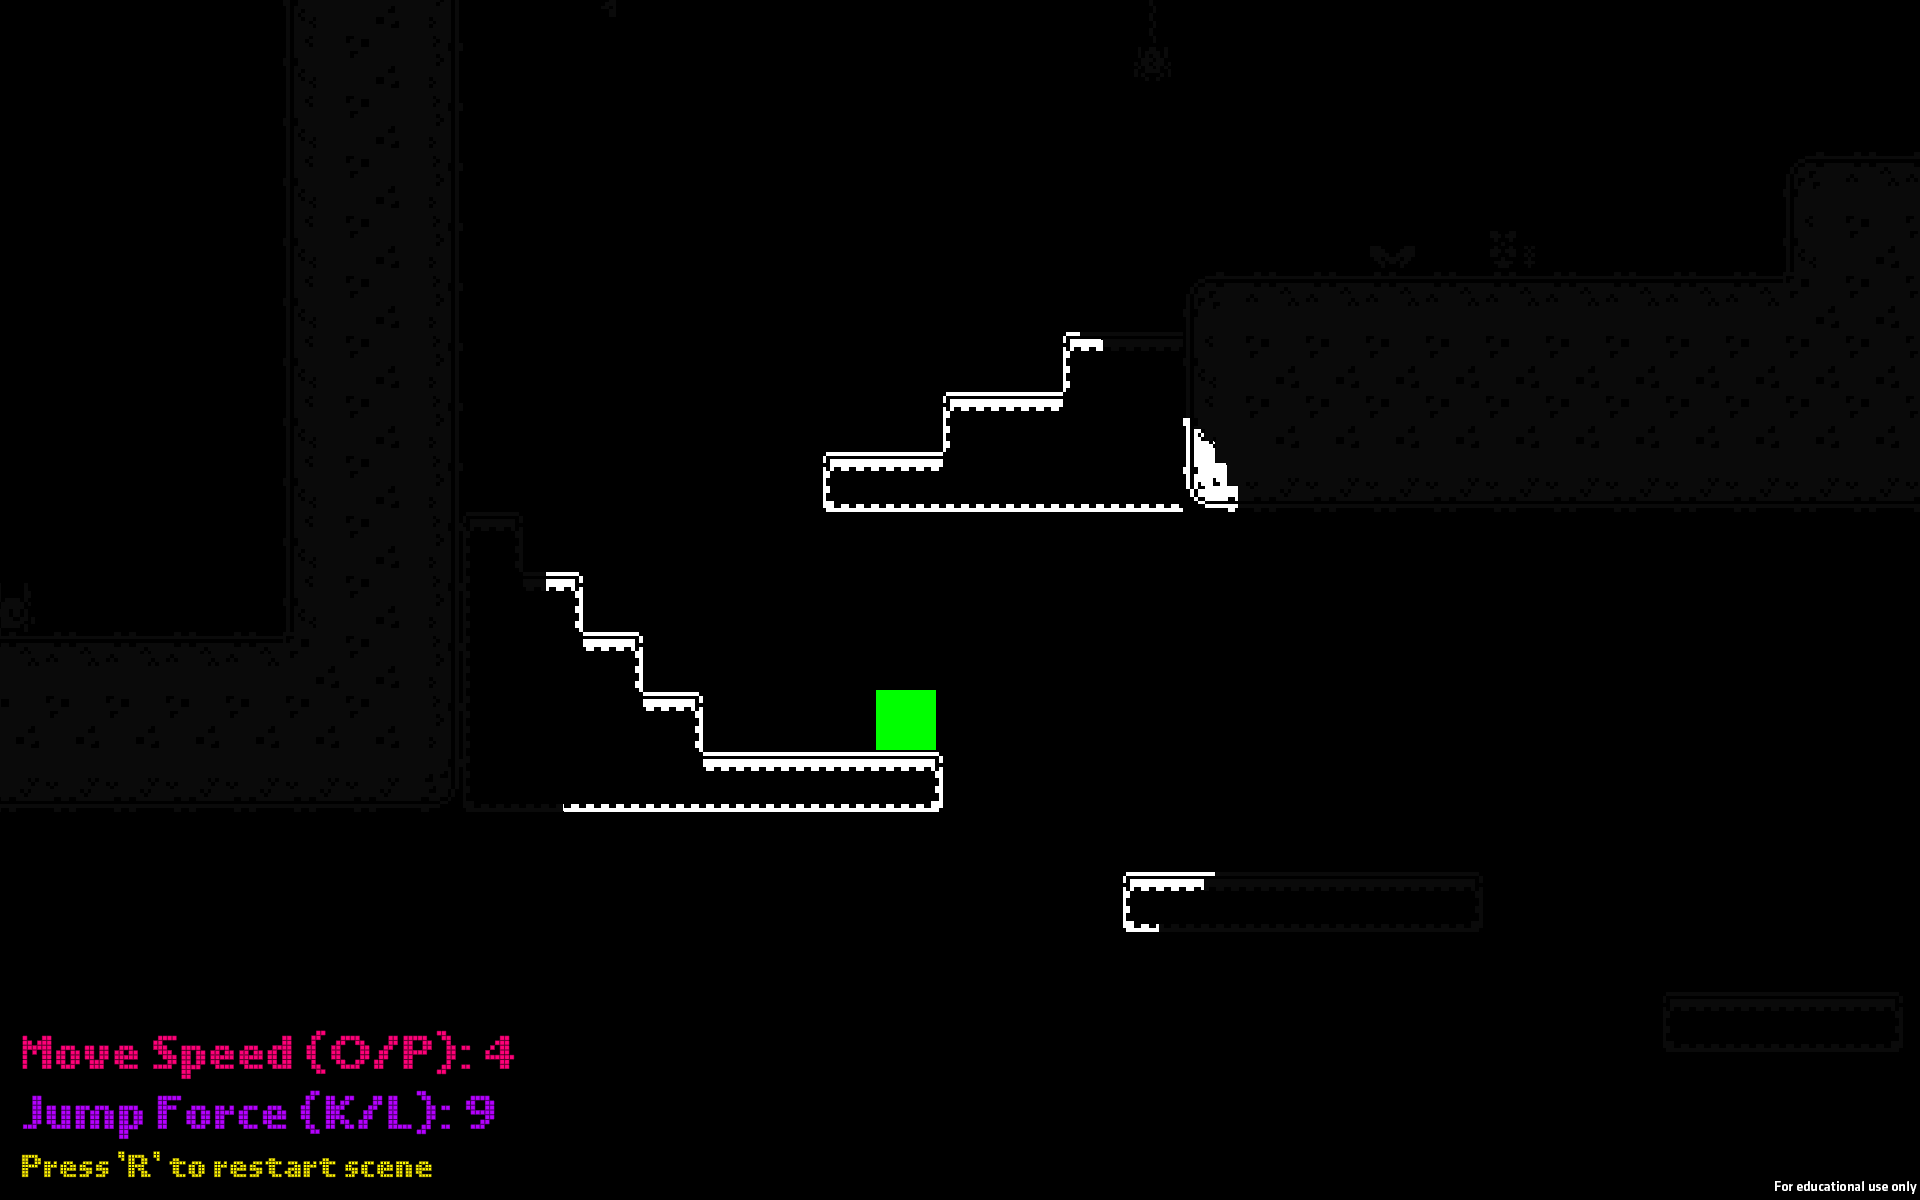 Move Speed (O/P): 4
Jump Force (K/L): 9
Press 'R' to restart scene
For educational use only